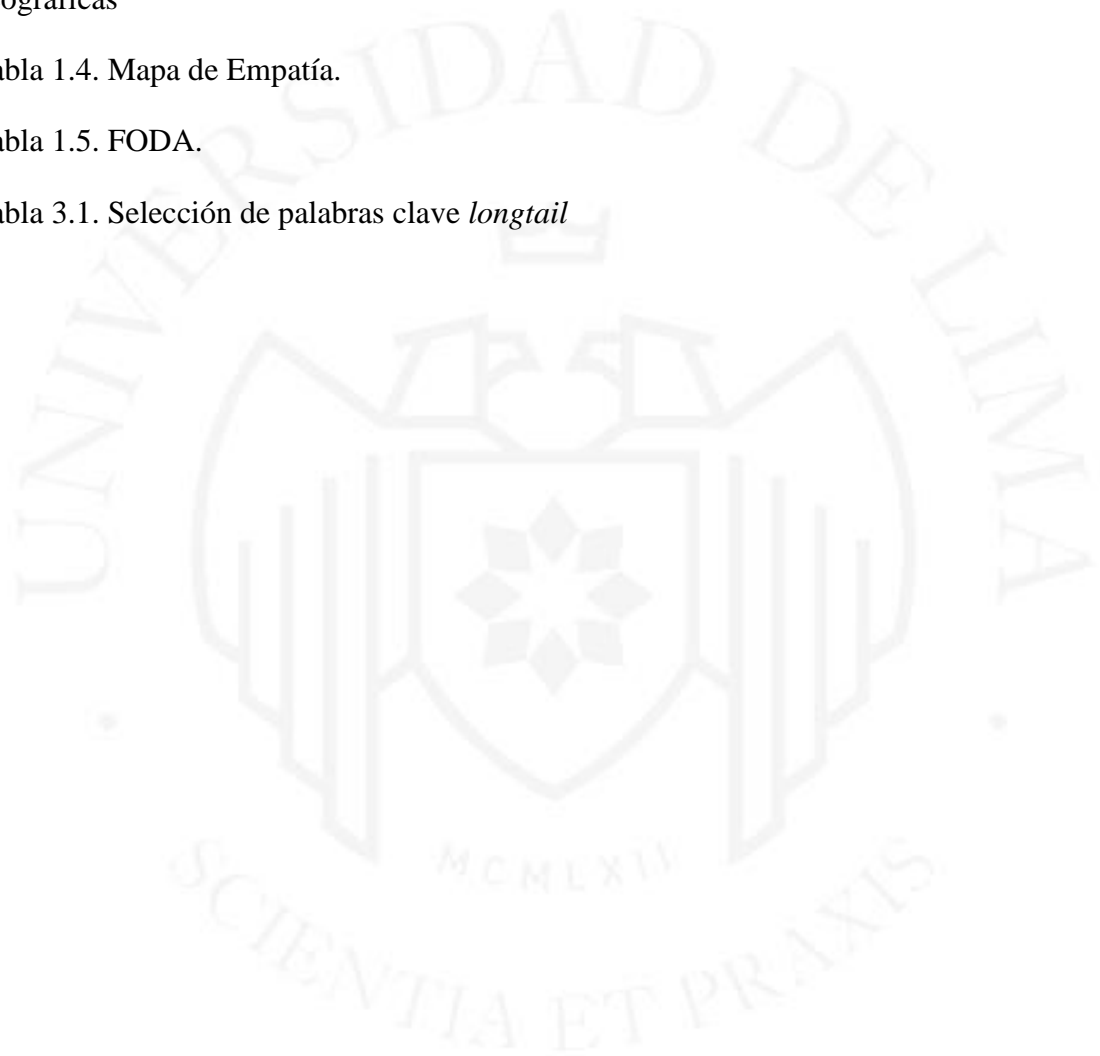 ográficas
abla 1.4. Mapa de Empatía.
abla 1.5. FODA.
abla 3.1. Selección de palabras clave longtail
UNIVERSIDAD DE LIMA
MCMLXII
SCIENTIA ET PRAXIS